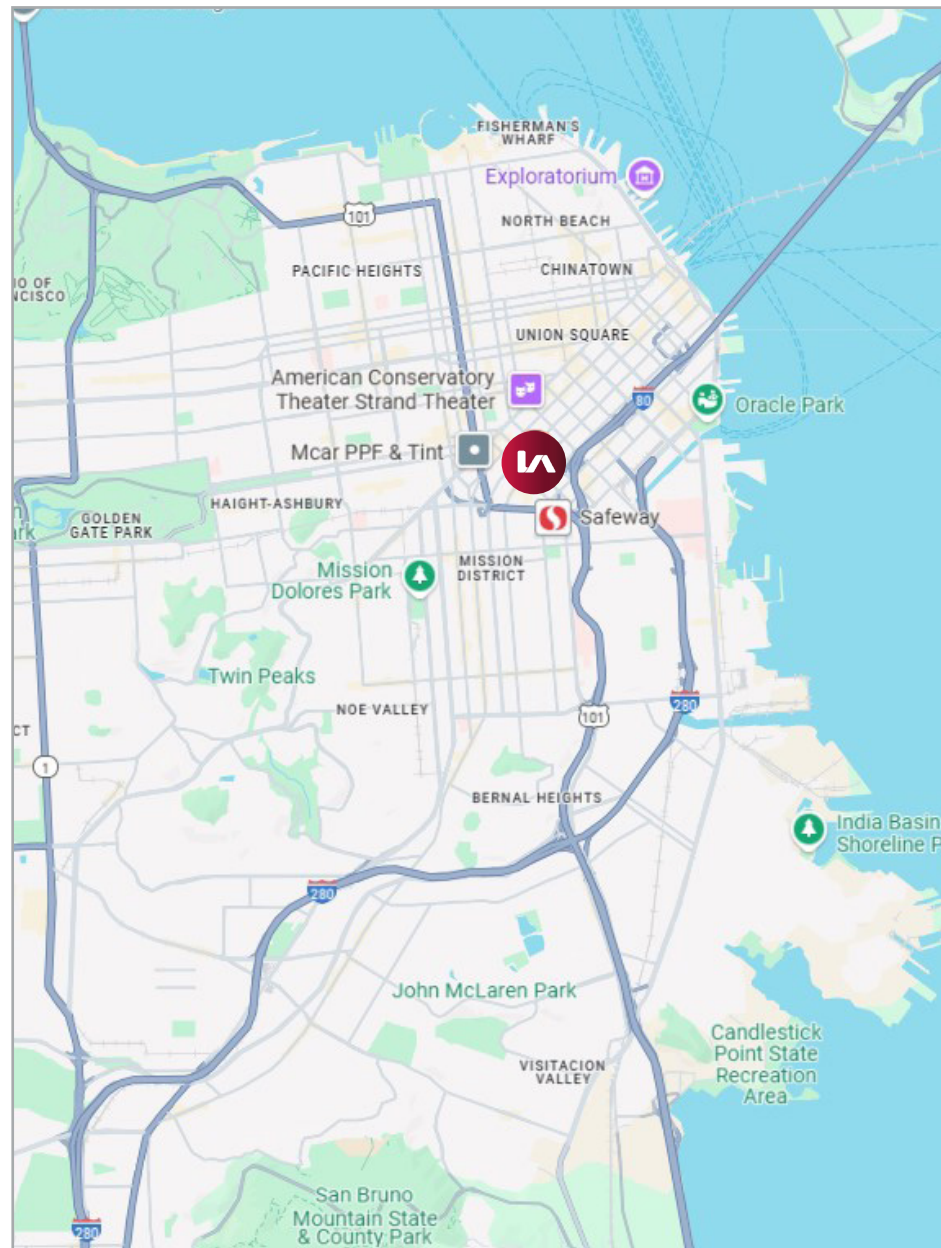 FISHERMAN'S
WHARF
Exploratorium
NORTH BEACH
101
PACIFIC HEIGHTS
CHINATOWN
IO OF
NCISCO
UNION SQUARE
American Conservatory
Theater Strand Theater
80
Oracle Park
Mcar PPF & Tint
HAIGHT-ASHBURY
Safeway
GOLDEN
GATE PARK
rk
MISSION
DISTRICT
Mission
Dolores Park
Twin Peaks
NOE VALLEY
280
101
CT
1
BERNAL HEIGHTS
India Basin
Shoreline P
280
John McLaren Park
Candlestick
Point State
Recreation
Area
VISITACION
VALLEY
San Bruno
Mountain State
& County Park
280